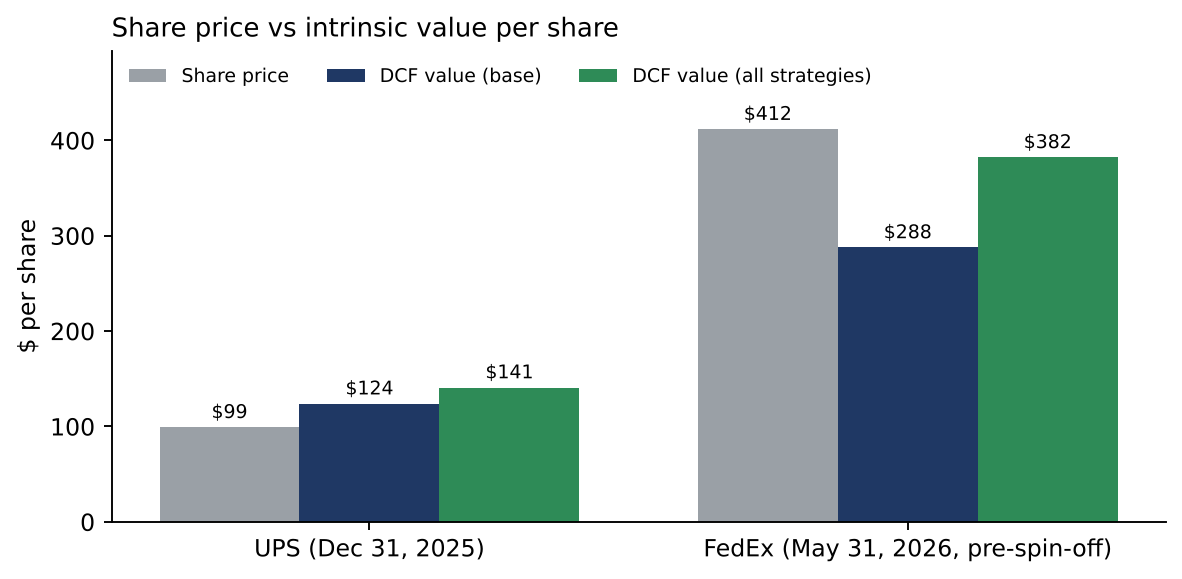 Share price vs intrinsic value per share
Share price
DCF value (base)
DCF value (all strategies)
$ per share
400
300
200
100
0
$99
$124
$141
$412
$288
$382
UPS (Dec 31, 2025)
FedEx (May 31, 2026, pre-spin-off)